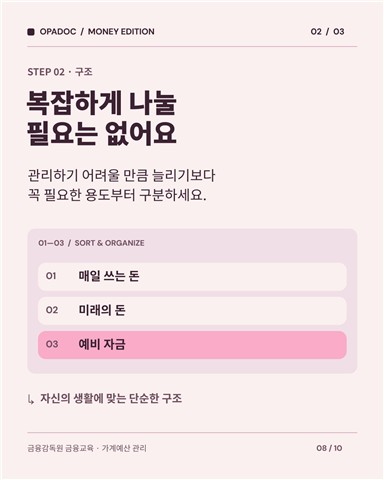 OPADOC / MONEY EDITION
02 / 03
STEP 02 · 구조
복잡하게 나눌
필요는 없어요
관리하기 어려울 만큼 늘리기보다
꼭 필요한 용도부터 구분하세요.
01—03 / SORT & ORGANIZE
01 매일 쓰는 돈
02 미래의 돈
03 예비 자금
↳ 자신의 생활에 맞는 단순한 구조
금융감독원 금융교육 · 가계예산 관리
08 / 10